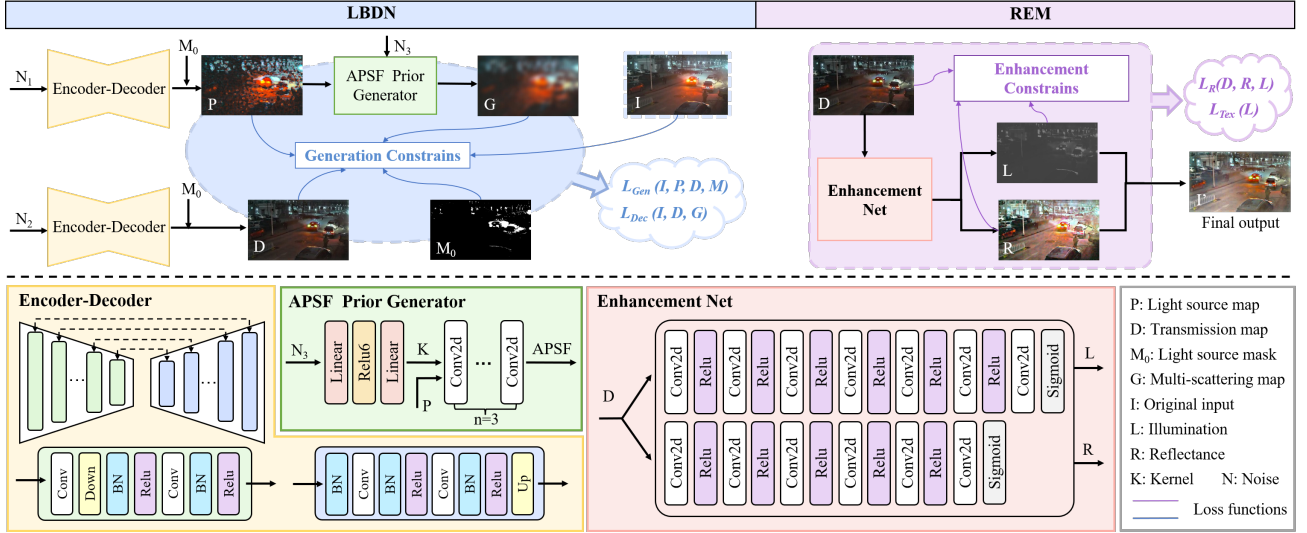 LBDN
REM
N1
Encoder-Decoder
M0
P
N3
APSF Prior
Generator
G
I
Generation Constrains
N2
Encoder-Decoder
M0
D
M0
LGen (I, P, D, M)
LDec (I, D, G)
D
Enhancement
Constrains
LR(D, R, L)
LTex (L)
Enhancement
Net
L
R
I'
Final output
Encoder-Decoder
...
...
Conv
Down
BN
Relu
Conv
BN
Relu
BN
Conv
BN
Relu
Conv
BN
Relu
Up
APSF Prior Generator
N3
Linear
Relu6
Linear
K
P
Conv2d
...
Conv2d
n=3
APSF
Enhancement Net
D
Conv2d
Relu
Conv2d
Relu
Conv2d
Relu
Conv2d
Relu
Conv2d
Relu
Conv2d
Relu
Conv2d
Sigmoid
L
Conv2d
Relu
Conv2d
Relu
Conv2d
Relu
Conv2d
Relu
Conv2d
Relu
Conv2d
Sigmoid
R
P: Light source map
D: Transmission map
M0: Light source mask
G: Multi-scattering map
I: Original input
L: Illumination
R: Reflectance
K: Kernel N: Noise
Loss functions